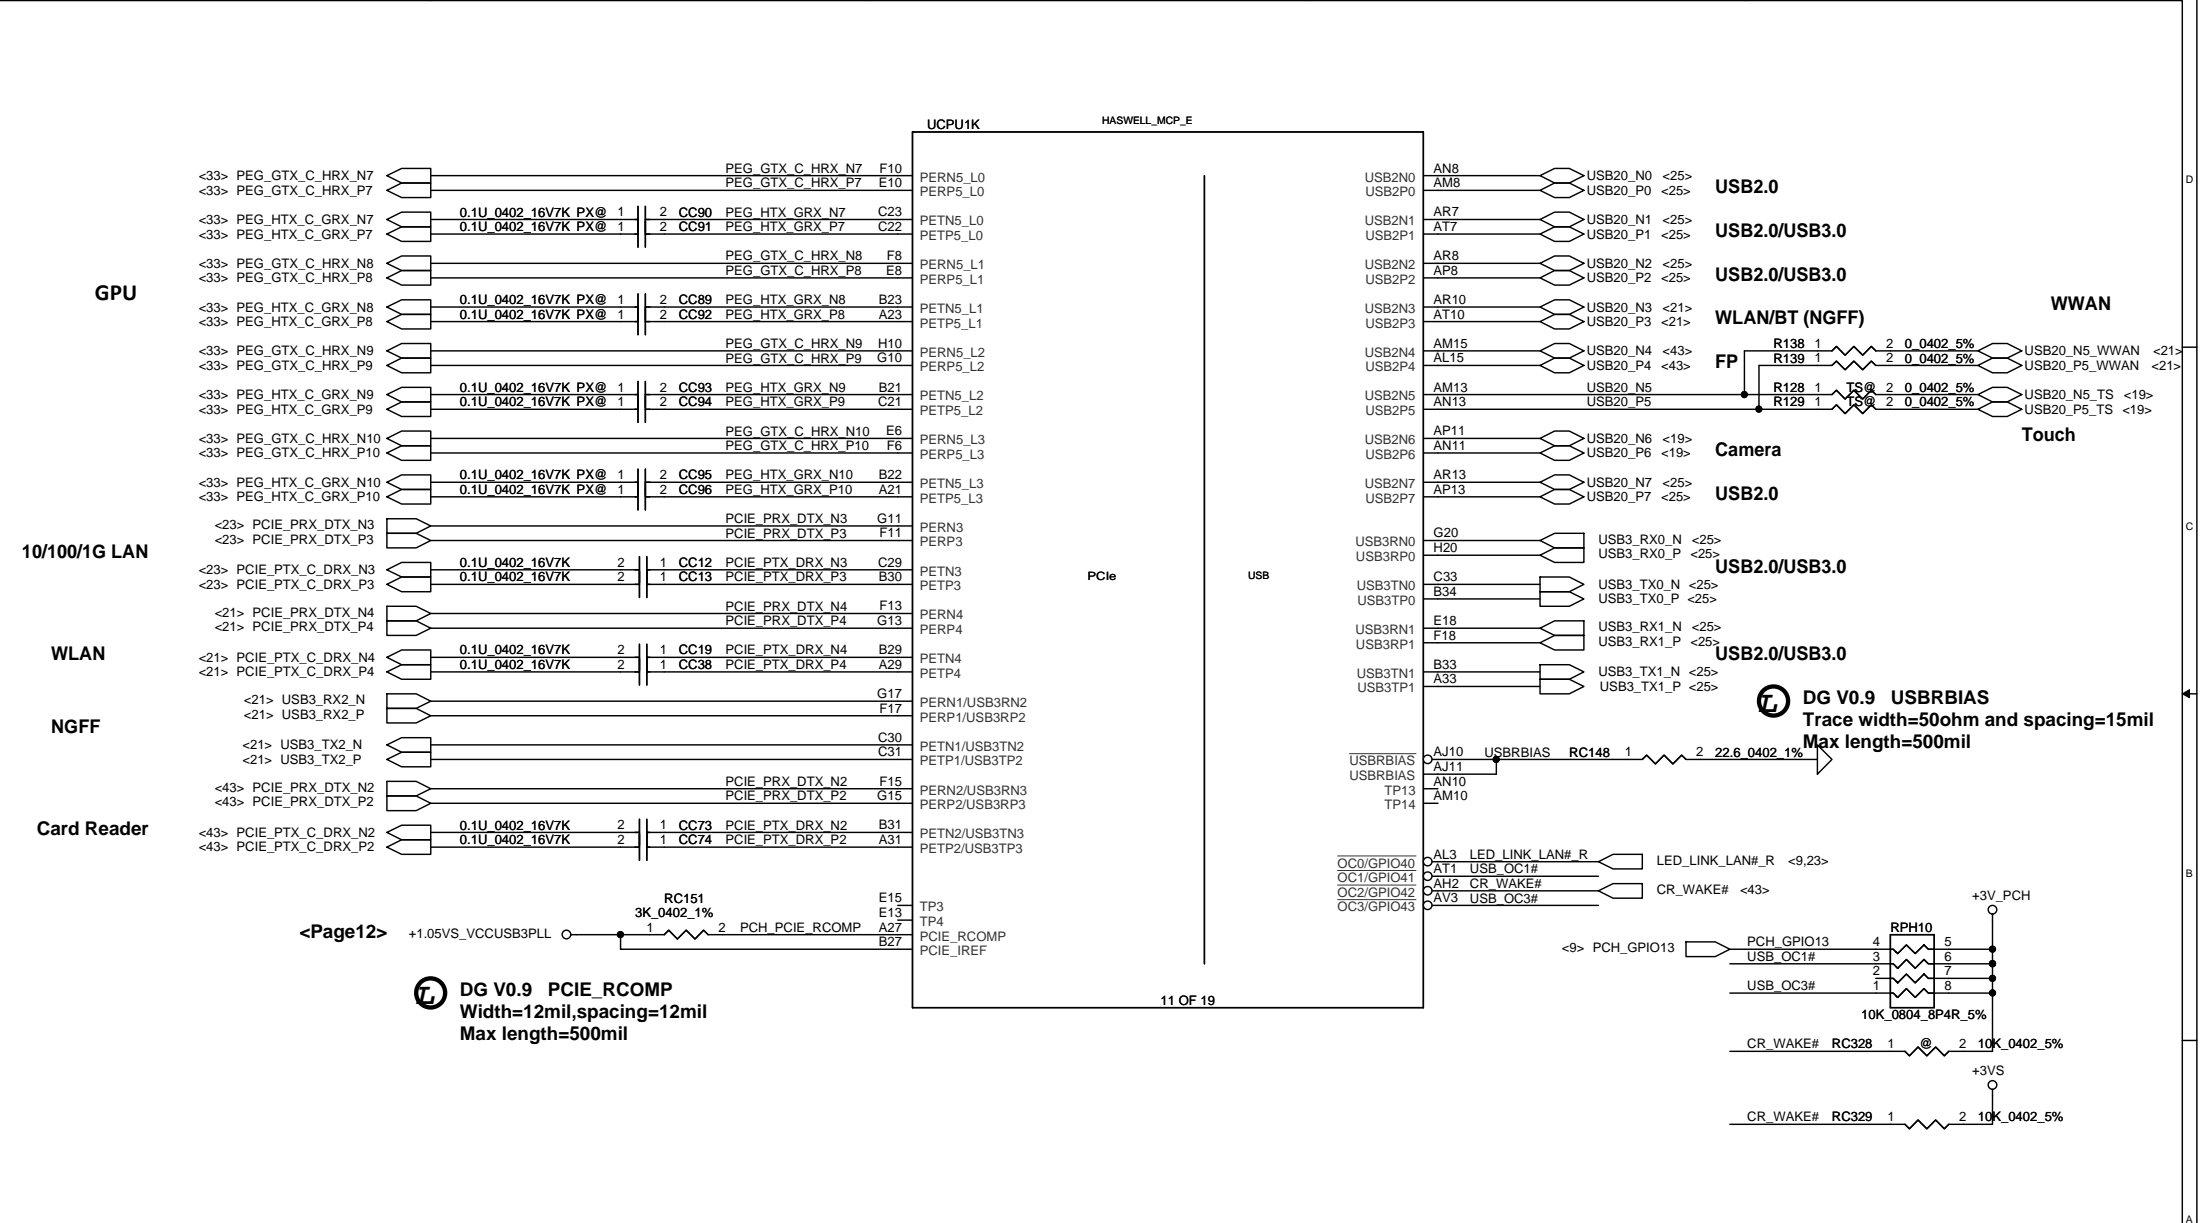 UCPU1K
HASWELL_MCP_E
GPU
<33> PEG_GTX_C_HRX_N7 PEG_GTX_C_HRX_N7 F10 PERN5_L0
<33> PEG_GTX_C_HRX_P7 PEG_GTX_C_HRX_P7 E10 PERP5_L0
<33> PEG_HTX_C_GRX_N7 0.1U_0402_16V7K PX@ 1 2 CC90 PEG_HTX_GRX_N7 C23 PETN5_L0
<33> PEG_HTX_C_GRX_P7 0.1U_0402_16V7K PX@ 1 2 CC91 PEG_HTX_GRX_P7 C22 PETP5_L0
<33> PEG_GTX_C_HRX_N8 PEG_GTX_C_HRX_N8 F8 PERN5_L1
<33> PEG_GTX_C_HRX_P8 PEG_GTX_C_HRX_P8 E8 PERP5_L1
<33> PEG_HTX_C_GRX_N8 0.1U_0402_16V7K PX@ 1 2 CC89 PEG_HTX_GRX_N8 B23 PETN5_L1
<33> PEG_HTX_C_GRX_P8 0.1U_0402_16V7K PX@ 1 2 CC92 PEG_HTX_GRX_P8 A23 PETP5_L1
<33> PEG_GTX_C_HRX_N9 PEG_GTX_C_HRX_N9 H10 PERN5_L2
<33> PEG_GTX_C_HRX_P9 PEG_GTX_C_HRX_P9 G10 PERP5_L2
<33> PEG_HTX_C_GRX_N9 0.1U_0402_16V7K PX@ 1 2 CC93 PEG_HTX_GRX_N9 B21 PETN5_L2
<33> PEG_HTX_C_GRX_P9 0.1U_0402_16V7K PX@ 1 2 CC94 PEG_HTX_GRX_P9 C21 PETP5_L2
<33> PEG_GTX_C_HRX_N10 PEG_GTX_C_HRX_N10 E6 PERN5_L3
<33> PEG_GTX_C_HRX_P10 PEG_GTX_C_HRX_P10 F6 PERP5_L3
<33> PEG_HTX_C_GRX_N10 0.1U_0402_16V7K PX@ 1 2 CC95 PEG_HTX_GRX_N10 B22 PETN5_L3
<33> PEG_HTX_C_GRX_P10 0.1U_0402_16V7K PX@ 1 2 CC96 PEG_HTX_GRX_P10 A21 PETP5_L3
10/100/1G LAN
<23> PCIE_PRX_DTX_N3 PCIE_PRX_DTX_N3 G11 PERN3
<23> PCIE_PRX_DTX_P3 PCIE_PRX_DTX_P3 F11 PERP3
<23> PCIE_PTX_C_DRX_N3 0.1U_0402_16V7K 2 1 CC12 PCIE_PTX_DRX_N3 C29 PETN3
<23> PCIE_PTX_C_DRX_P3 0.1U_0402_16V7K 2 1 CC13 PCIE_PTX_DRX_P3 B30 PETP3
WLAN
<21> PCIE_PRX_DTX_N4 PCIE_PRX_DTX_N4 F13 PERN4
<21> PCIE_PRX_DTX_P4 PCIE_PRX_DTX_P4 G13 PERP4
<21> PCIE_PTX_C_DRX_N4 0.1U_0402_16V7K 2 1 CC19 PCIE_PTX_DRX_N4 B29 PETN4
<21> PCIE_PTX_C_DRX_P4 0.1U_0402_16V7K 2 1 CC38 PCIE_PTX_DRX_P4 A29 PETP4
NGFF
<21> USB3_RX2_N G17 PERN1/USB3RN2
<21> USB3_RX2_P F17 PERP1/USB3RP2
<21> USB3_TX2_N C30 PETN1/USB3TN2
<21> USB3_TX2_P C31 PETP1/USB3TP2
Card Reader
<43> PCIE_PRX_DTX_N2 PCIE_PRX_DTX_N2 F15 PERN2/USB3RN3
<43> PCIE_PRX_DTX_P2 PCIE_PRX_DTX_P2 G15 PERP2/USB3RP3
<43> PCIE_PTX_C_DRX_N2 0.1U_0402_16V7K 2 1 CC73 PCIE_PTX_DRX_N2 B31 PETN2/USB3TN3
<43> PCIE_PTX_C_DRX_P2 0.1U_0402_16V7K 2 1 CC74 PCIE_PTX_DRX_P2 A31 PETP2/USB3TP3
E15 TP3
E13 TP4
RC151
3K_0402_1%
<Page12> +1.05VS_VCCUSB3PLL 1 2 PCH_PCIE_RCOMP A27 PCIE_RCOMP
B27 PCIE_IREF
L DG V0.9 PCIE_RCOMP
Width=12mil,spacing=12mil
Max length=500mil
PCIe
USB
11 OF 19
USB2N0 AN8 USB20_N0 <25>
USB2P0 AM8 USB20_P0 <25>
USB2.0
USB2N1 AR7 USB20_N1 <25>
USB2P1 AT7 USB20_P1 <25>
USB2.0/USB3.0
USB2N2 AR8 USB20_N2 <25>
USB2P2 AP8 USB20_P2 <25>
USB2.0/USB3.0
USB2N3 AR10 USB20_N3 <21>
USB2P3 AT10 USB20_P3 <21>
WLAN/BT (NGFF)
WWAN
USB2N4 AM15 USB20_N4 <43>
USB2P4 AL15 USB20_P4 <43>
FP
R138 1 2 0_0402_5% USB20_N5_WWAN <21>
R139 1 2 0_0402_5% USB20_P5_WWAN <21>
USB2N5 AM13 USB20_N5 R128 1 TS@ 2 0_0402_5% USB20_N5_TS <19>
USB2P5 AN13 USB20_P5 R129 1 TS@ 2 0_0402_5% USB20_P5_TS <19>
Touch
USB2N6 AP11 USB20_N6 <19>
USB2P6 AN11 USB20_P6 <19>
Camera
USB2N7 AR13 USB20_N7 <25>
USB2P7 AP13 USB20_P7 <25>
USB2.0
USB3RN0 G20 USB3_RX0_N <25>
USB3RP0 H20 USB3_RX0_P <25>
USB2.0/USB3.0
USB3TN0 C33 USB3_TX0_N <25>
USB3TP0 B34 USB3_TX0_P <25>
USB3RN1 E18 USB3_RX1_N <25>
USB3RP1 F18 USB3_RX1_P <25>
USB2.0/USB3.0
USB3TN1 B33 USB3_TX1_N <25>
USB3TP1 A33 USB3_TX1_P <25>
L DG V0.9 USBRBIAS
Trace width=50ohm and spacing=15mil
Max length=500mil
USBRBIAS AJ10 USBRBIAS RC148 1 2 22.6_0402_1%
USBRBIAS AJ11
TP13 AN10
TP14 AM10
OC0/GPIO40 AL3 LED_LINK_LAN#_R LED_LINK_LAN#_R <9,23>
OC1/GPIO41 AT1 USB_OC1#
OC2/GPIO42 AH2 CR_WAKE# CR_WAKE# <43>
OC3/GPIO43 AV3 USB_OC3#
+3V_PCH
RPH10
<9> PCH_GPIO13 PCH_GPIO13 4 5
USB_OC1# 3 6
2 7
USB_OC3# 1 8
10K_0804_8P4R_5%
CR_WAKE# RC328 1 @ 2 10K_0402_5%
+3VS
CR_WAKE# RC329 1 2 10K_0402_5%
D
C
B
A